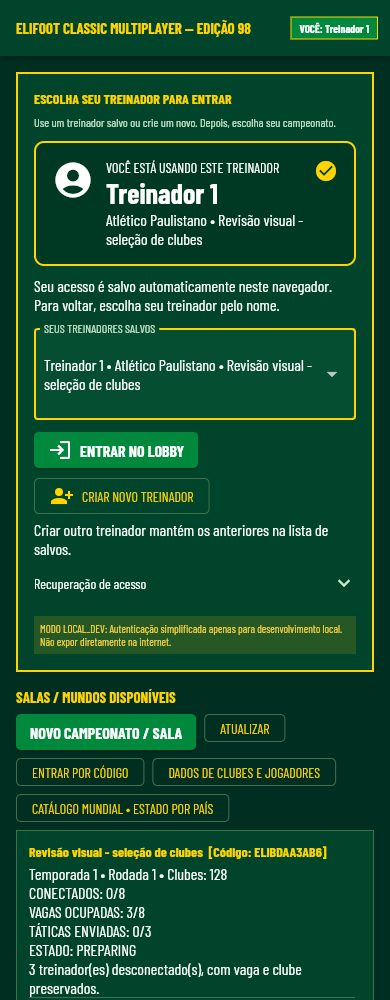 ELIFOOT CLASSIC MULTIPLAYER – EDIÇÃO 98
VOCÊ: Treinador 1
ESCOLHA SEU TREINADOR PARA ENTRAR
Use um treinador salvo ou crie um novo. Depois, escolha seu campeonato.
VOCÊ ESTÁ USANDO ESTE TREINADOR
Treinador 1
Atlético Paulistano • Revisão visual -
seleção de clubes
Seu acesso é salvo automaticamente neste navegador.
Para voltar, escolha seu treinador pelo nome.
SEUS TREINADORES SALVOS
Treinador 1 • Atlético Paulistano • Revisão visual -
seleção de clubes
ENTRAR NO LOBBY
CRIAR NOVO TREINADOR
Criar outro treinador mantém os anteriores na lista de
salvos.
Recuperação de acesso
MODO LOCAL_DEV: Autenticação simplificada apenas para desenvolvimento local.
Não expor diretamente na internet.
SALAS / MUNDOS DISPONÍVEIS
NOVO CAMPEONATO / SALA
ATUALIZAR
ENTRAR POR CÓDIGO
DADOS DE CLUBES E JOGADORES
CATÁLOGO MUNDIAL • ESTADO POR PAÍS
Revisão visual - seleção de clubes [Código: ELIBDAA3AB6]
Temporada 1 • Rodada 1 • Clubes: 128
CONECTADOS: 0/8
VAGAS OCUPADAS: 3/8
TÁTICAS ENVIADAS: 0/3
ESTADO: PREPARING
3 treinador(es) desconectado(s), com vaga e clube
preservados.